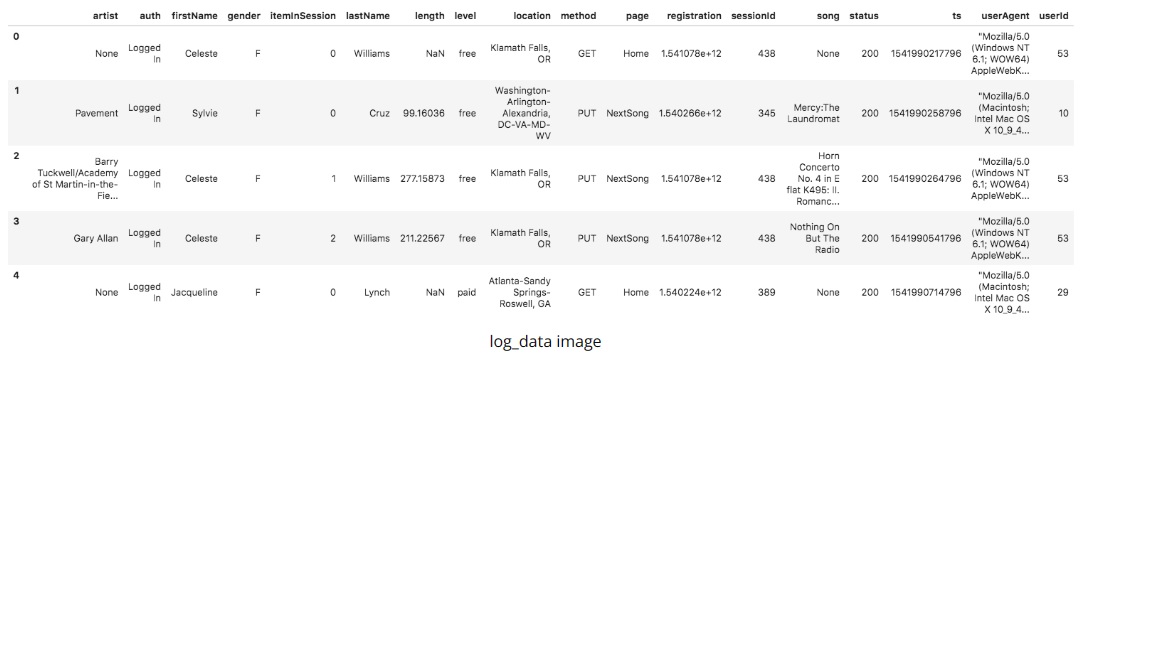 artist auth firstName gender itemInSession lastName length level location method page registration sessionId song status ts userAgent userId
0 None Logged In Celeste F 0 Williams NaN free Klamath Falls, OR GET Home 1.541078e+12 438 None 200 1541990217796 "Mozilla/5.0 (Windows NT 6.1; WOW64) AppleWebK... 53
1 Pavement Logged In Sylvie F 0 Cruz 99.16036 free Washington-Arlington-Alexandria, DC-VA-MD-WV PUT NextSong 1.540266e+12 345 Mercy:The Laundromat 200 1541990258796 "Mozilla/5.0 (Macintosh; Intel Mac OS X 10_9_4... 10
2 Barry Tuckwell/Academy of St Martin-in-the-Fie... Logged In Celeste F 1 Williams 277.15873 free Klamath Falls, OR PUT NextSong 1.541078e+12 438 Horn Concerto No. 4 in E flat K495: II. Romanc... 200 1541990264796 "Mozilla/5.0 (Windows NT 6.1; WOW64) AppleWebK... 53
3 Gary Allan Logged In Celeste F 2 Williams 211.22567 free Klamath Falls, OR PUT NextSong 1.541078e+12 438 Nothing On But The Radio 200 1541990541796 "Mozilla/5.0 (Windows NT 6.1; WOW64) AppleWebK... 53
4 None Logged In Jacqueline F 0 Lynch NaN paid Atlanta-Sandy Springs-Roswell, GA GET Home 1.540224e+12 389 None 200 1541990714796 "Mozilla/5.0 (Macintosh; Intel Mac OS X 10_9_4... 29
log_data image